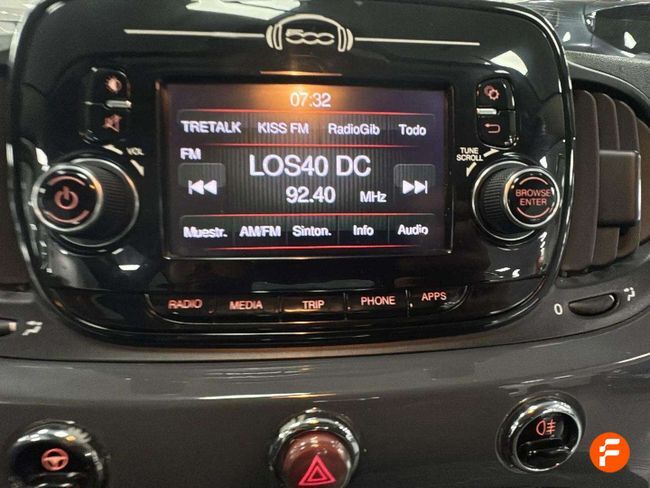 500
07:32
TRETALK KISS FM RadioGib Todo
VOL
FM
TUNE
SCROLL
LOS40 DC
92.40 MHz
BROWSE
ENTER
Muestr. AM/FM Sinton. Info Audio
RADIO MEDIA TRIP PHONE APPS
0